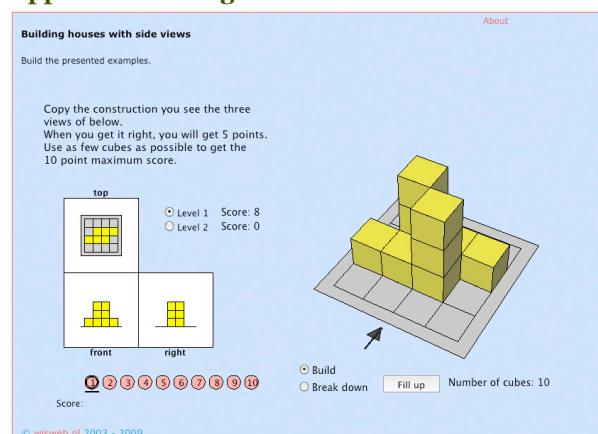 About
Building houses with side views
Build the presented examples.
Copy the construction you see the three
views of below.
When you get it right, you will get 5 points.
Use as few cubes as possible to get the
10 point maximum score.
top
Level 1 Score: 8
Level 2 Score: 0
front right
1 2 3 4 5 6 7 8 9 10
Score:
Build
Break down
Fill up
Number of cubes: 10
© wisweb.nl 2003 - 2009